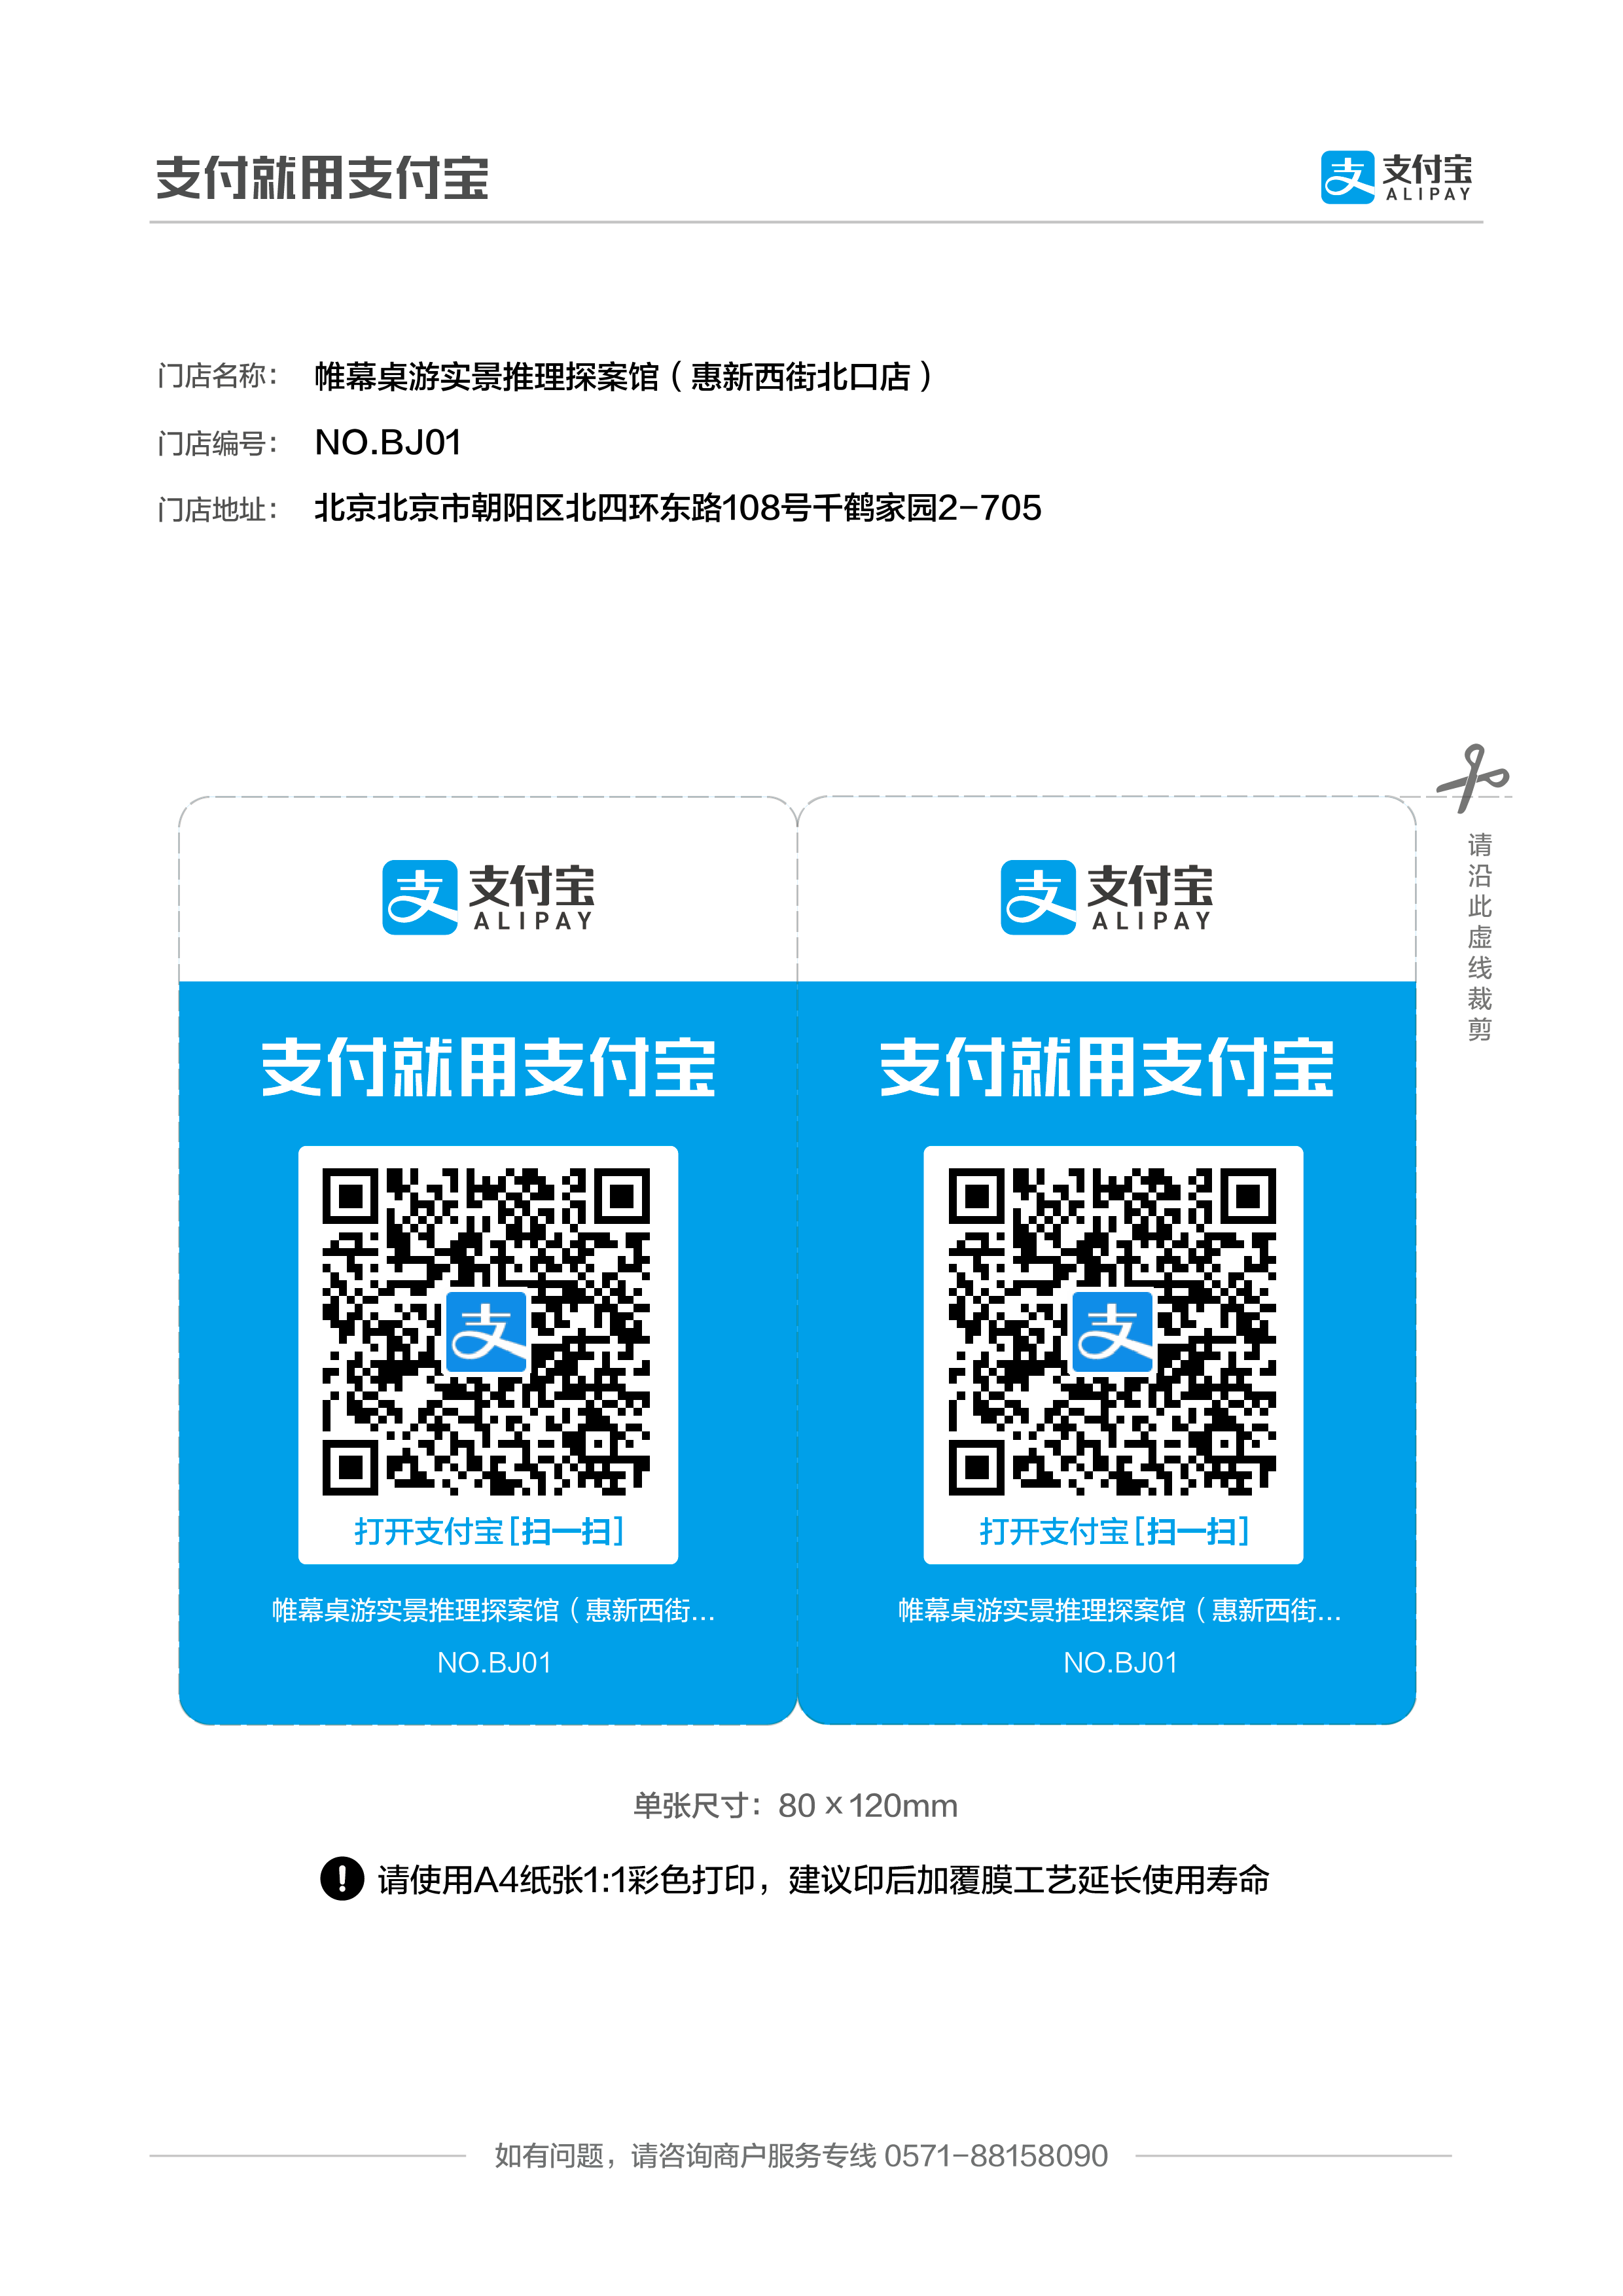 支付就用支付宝
支付宝
ALIPAY
门店名称： 帷幕桌游实景推理探案馆（惠新西街北口店）
门店编号： NO.BJ01
门店地址： 北京北京市朝阳区北四环东路108号千鹤家园2-705
请沿此虚线裁剪
支付宝
ALIPAY
支付就用支付宝
支
打开支付宝[扫一扫]
帷幕桌游实景推理探案馆（惠新西街...
NO.BJ01
支付宝
ALIPAY
支付就用支付宝
支
打开支付宝[扫一扫]
帷幕桌游实景推理探案馆（惠新西街...
NO.BJ01
单张尺寸：80 x 120mm
请使用A4纸张1:1彩色打印，建议印后加覆膜工艺延长使用寿命
如有问题，请咨询商户服务专线 0571-88158090